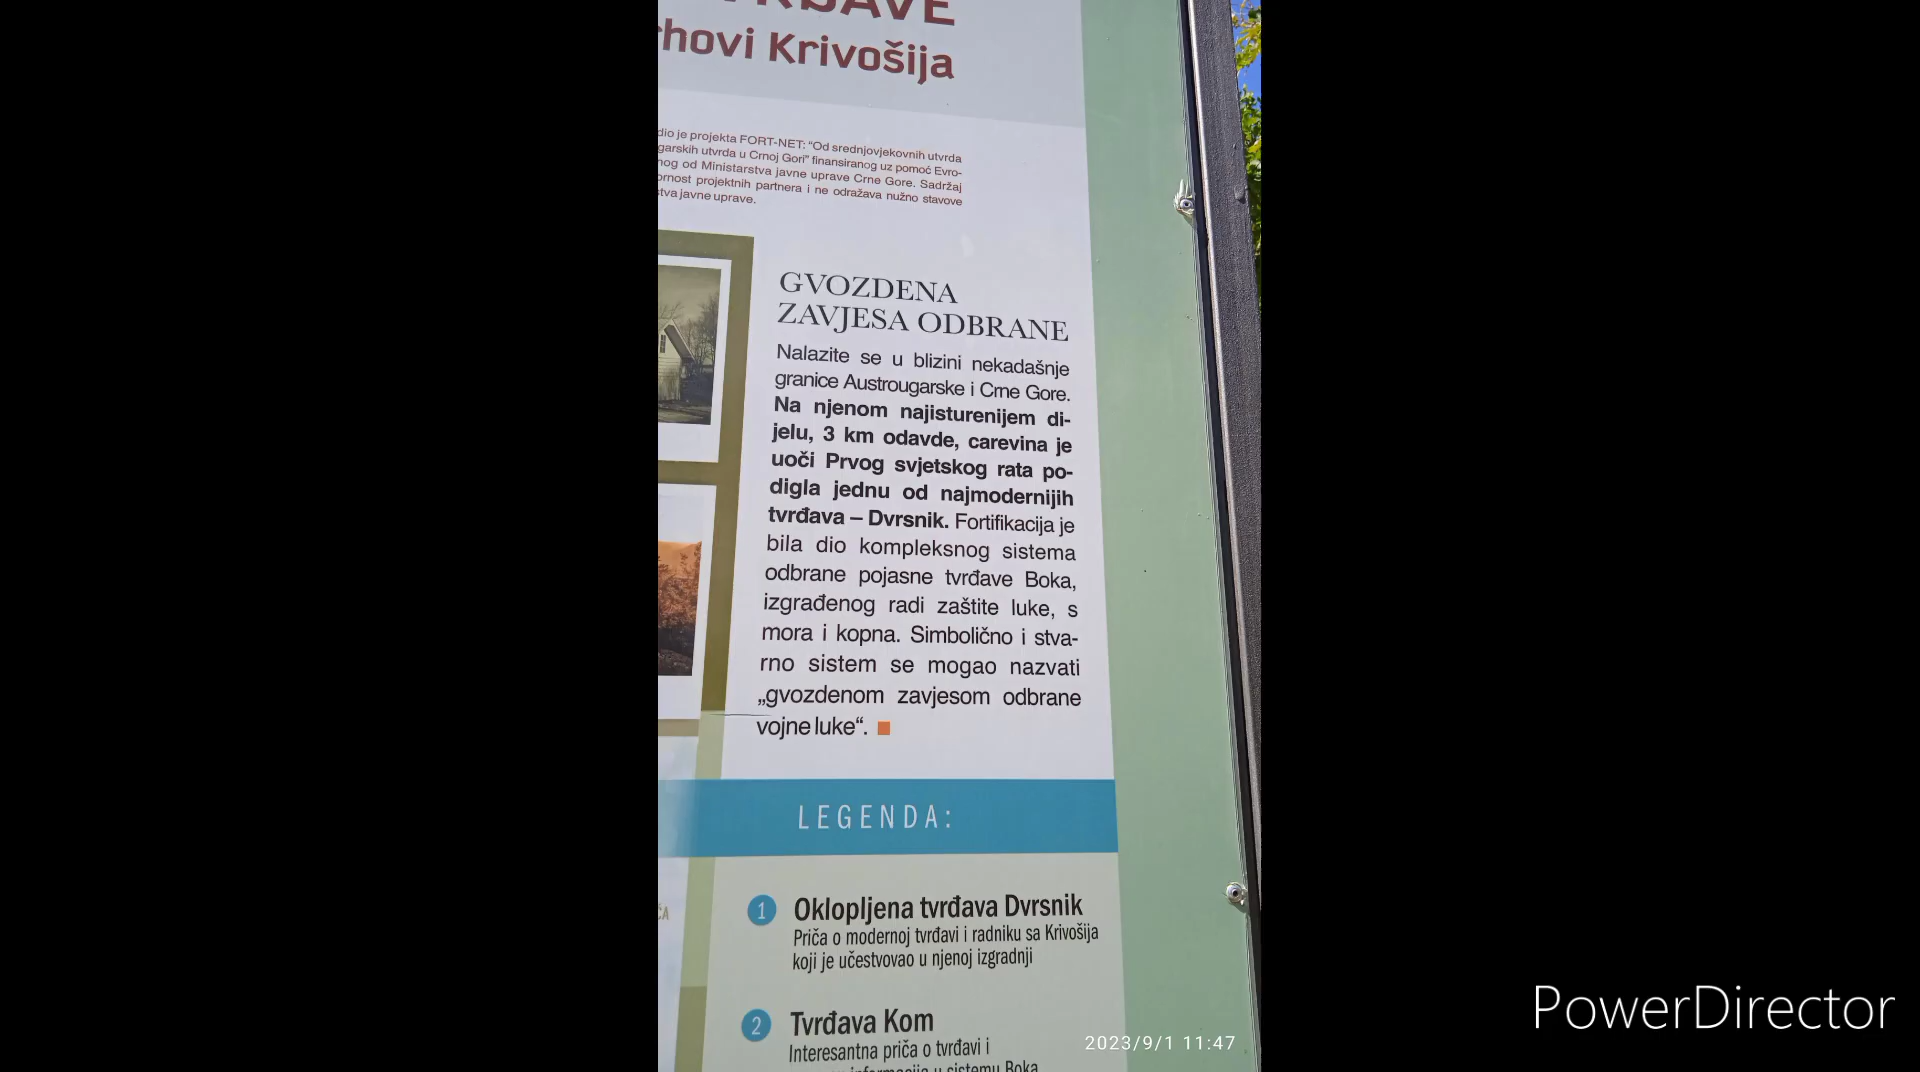 hovi Krivošija
dio je projekta FORT-NET: “Od srednjovjekovnih utvrda
garskih utvrda u Crnoj Gori” finansiranog uz pomoć Evro-
nog od Ministarstva javne uprave Crne Gore. Sadržaj
ornost projektnih partnera i ne odražava nužno stavove
stva javne uprave.
GVOZDENA
ZAVJESA ODBRANE
Nalazite se u blizini nekadašnje
granice Austrougarske i Crne Gore.
Na njenom najisturenijem di-
jelu, 3 km odavde, carevina je
uoči Prvog svjetskog rata po-
digla jednu od najmodernijih
tvrđava – Dvrsnik. Fortifikacija je
bila dio kompleksnog sistema
odbrane pojasne tvrđave Boka,
izgrađenog radi zaštite luke, s
mora i kopna. Simbolično i stva-
rno sistem se mogao nazvati
„gvozdenom zavjesom odbrane
vojne luke“.
LEGENDA:
1 Oklopljena tvrđava Dvrsnik
Priča o modernoj tvrđavi i radniku sa Krivošija
koji je učestvovao u njenoj izgradnji
2 Tvrđava Kom
Interesantna priča o tvrđavi i
u sistemu Boka
2023/9/1 11:47
PowerDirector